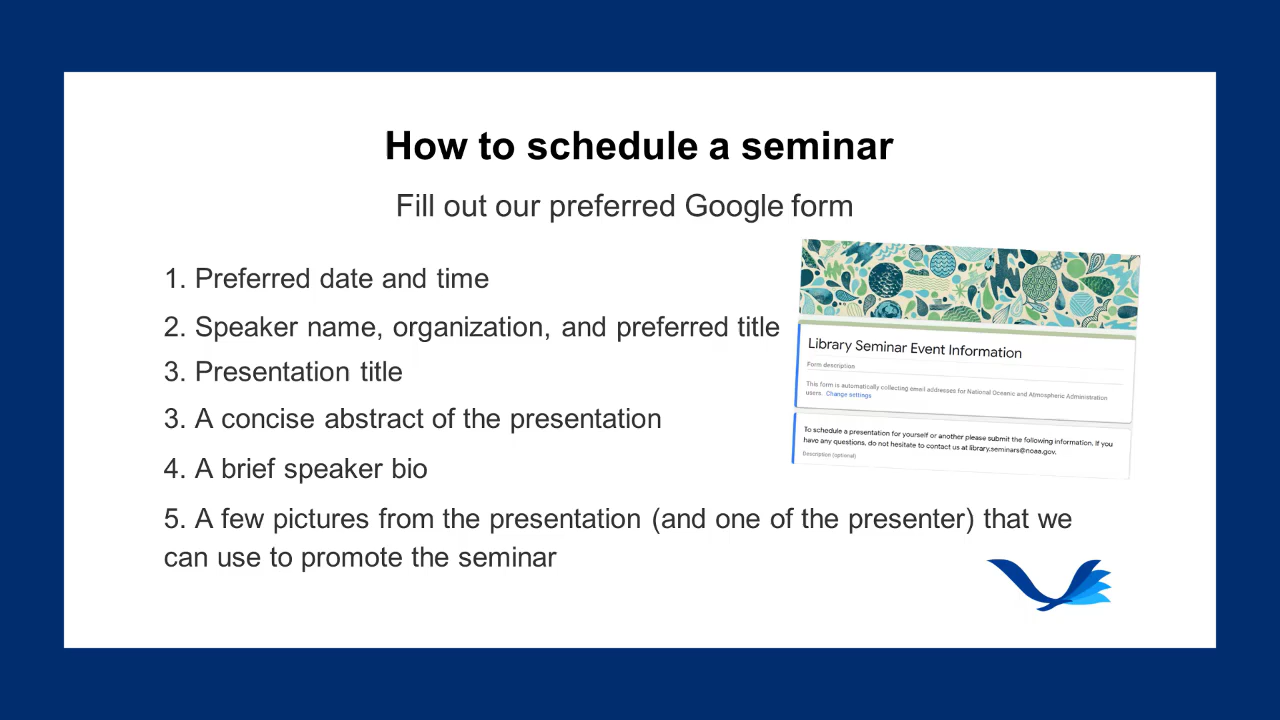 How to schedule a seminar
Fill out our preferred Google form
1. Preferred date and time
2. Speaker name, organization, and preferred title
3. Presentation title
3. A concise abstract of the presentation
4. A brief speaker bio
5. A few pictures from the presentation (and one of the presenter) that we
can use to promote the seminar
Library Seminar Event Information
Form description
This form is automatically collecting email addresses for National Oceanic and Atmospheric Administration
users. Change settings
To schedule a presentation for yourself or another please submit the following information. If you
have any questions, do not hesitate to contact us at library.seminars@noaa.gov.
Description (optional)